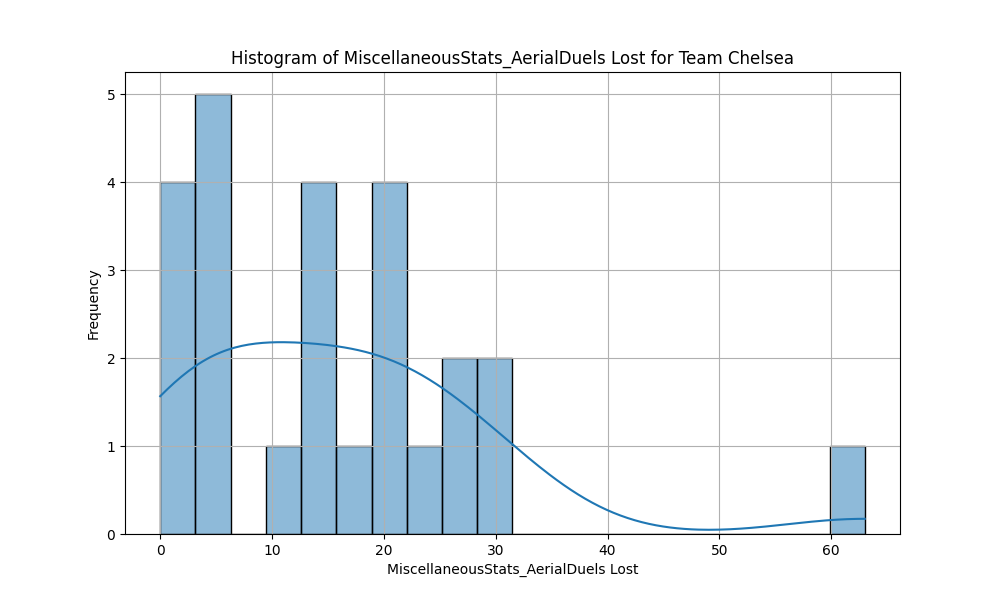 Histogram of MiscellaneousStats_AerialDuels Lost for Team Chelsea
5
4
3
2
1
0
Frequency
0 10 20 30 40 50 60
MiscellaneousStats_AerialDuels Lost